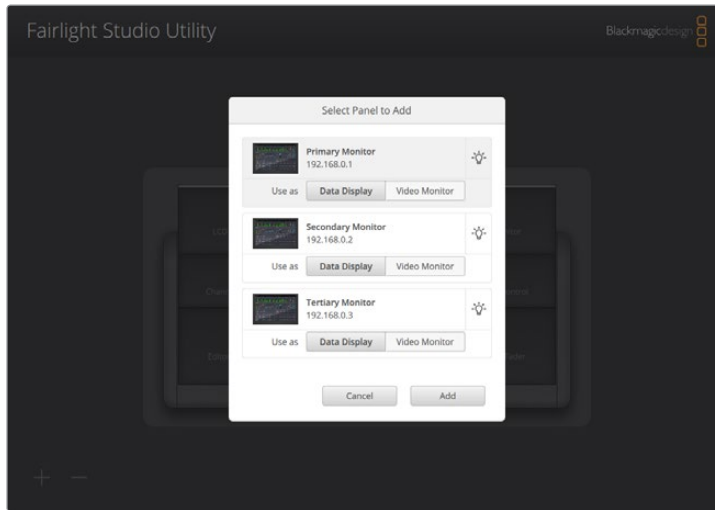 Fairlight Studio Utility
Blackmagicdesign
Select Panel to Add
Primary Monitor
192.168.0.1
Use as Data Display Video Monitor
Secondary Monitor
192.168.0.2
Use as Data Display Video Monitor
Tertiary Monitor
192.168.0.3
Use as Data Display Video Monitor
Cancel Add